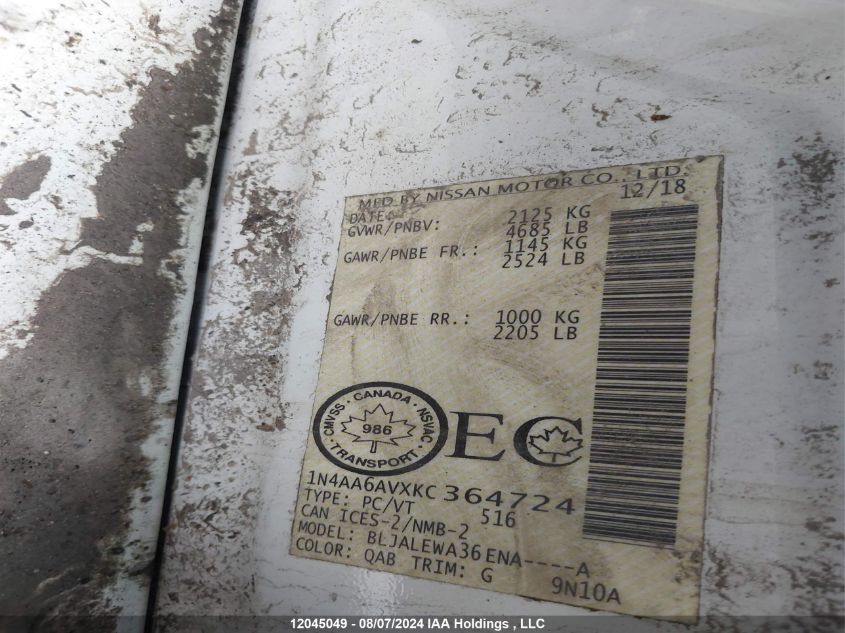 MFD BY NISSAN MOTOR CO., LTD.
DATE: 12/18
GVWR/PNBV: 2125 KG
4685 LB
GAWR/PNBE FR.: 1145 KG
2524 LB
GAWR/PNBE RR.: 1000 KG
2205 LB
CANADA
CMVSS NSVAC
986
TRANSPORT
OEC
1N4AA6AVXKC364724
TYPE: PC/VT 516
CAN ICES-2/NMB-2
MODEL: BLJALEWA36ENA----A
COLOR: QAB TRIM: G 9N10A
12045049 - 08/07/2024 IAA Holdings , LLC